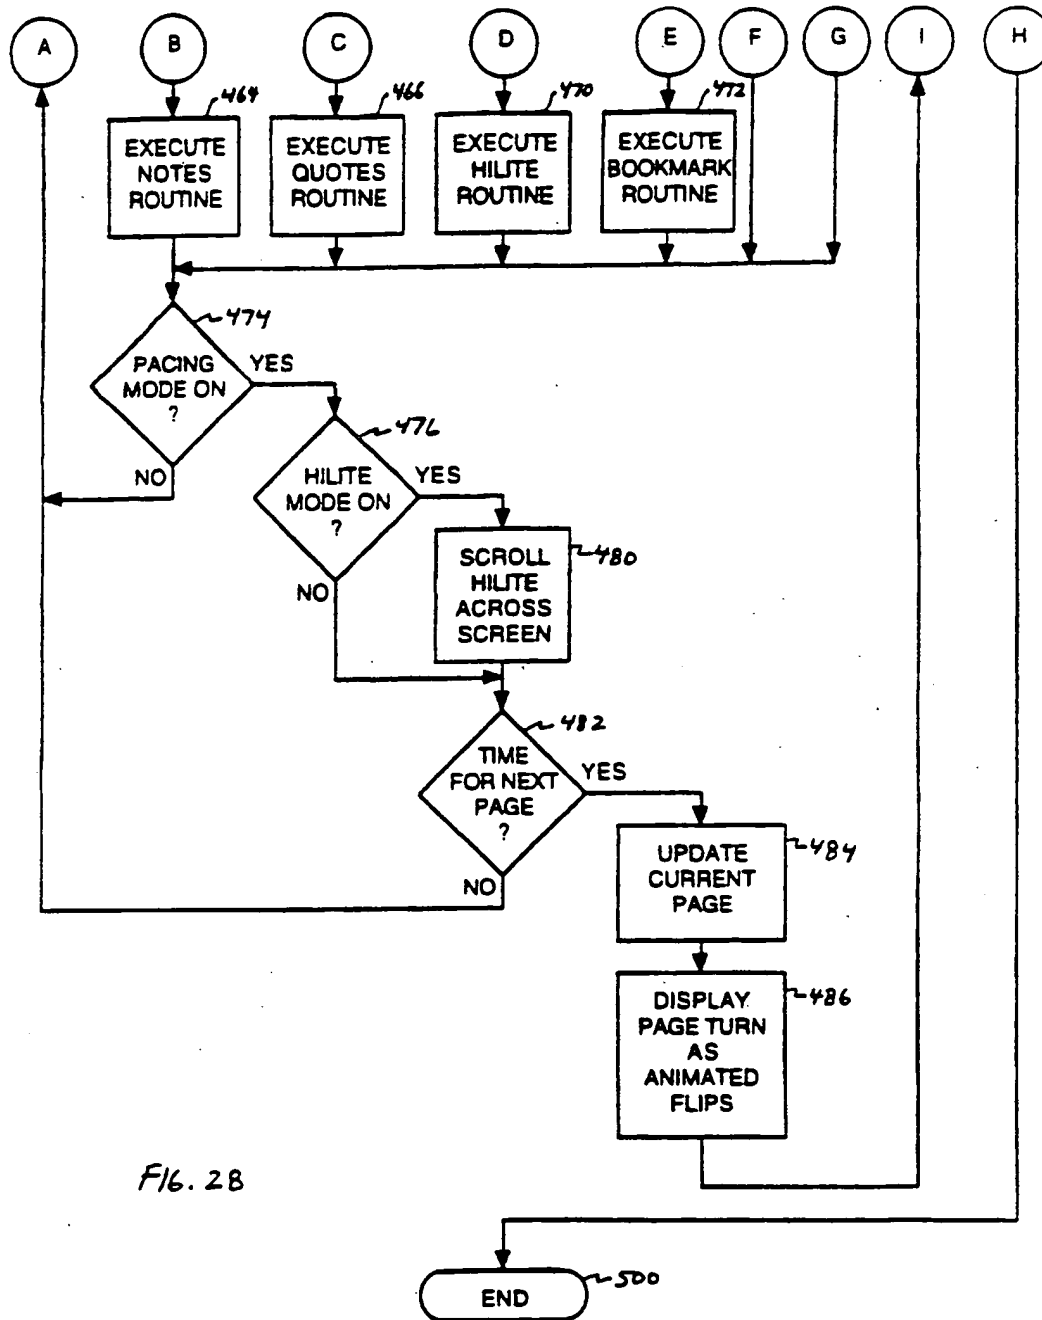 A
B
C
D
E
F
G
I
H
464
EXECUTE
NOTES
ROUTINE
466
EXECUTE
QUOTES
ROUTINE
470
EXECUTE
HILITE
ROUTINE
472
EXECUTE
BOOKMARK
ROUTINE
474
PACING
MODE ON
?
YES
NO
476
HILITE
MODE ON
?
YES
NO
480
SCROLL
HILITE
ACROSS
SCREEN
482
TIME
FOR NEXT
PAGE
?
YES
NO
484
UPDATE
CURRENT
PAGE
486
DISPLAY
PAGE TURN
AS
ANIMATED
FLIPS
FIG. 28
END
500